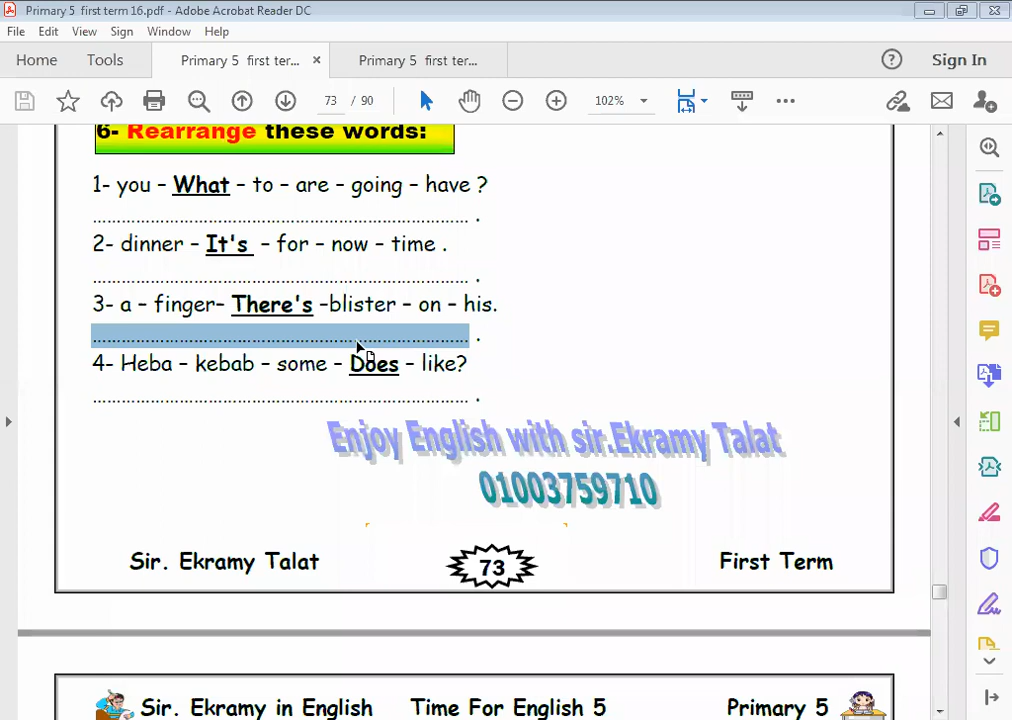 Primary 5 first term 16.pdf - Adobe Acrobat Reader DC
File Edit View Sign Window Help
Home Tools Primary 5 first ter... × Primary 5 first ter... Sign In
73 / 90 102%
6- Rearrange these words:
1- you – What – to – are – going – have ?
.............................................................................. .
2- dinner – It's – for – now – time .
.............................................................................. .
3- a – finger– There's –blister – on – his.
.............................................................................. .
4- Heba – kebab – some – Does – like?
.............................................................................. .
Enjoy English with sir.Ekramy Talat
01003759710
Sir. Ekramy Talat 73 First Term
Sir. Ekramy in English Time For English 5 Primary 5